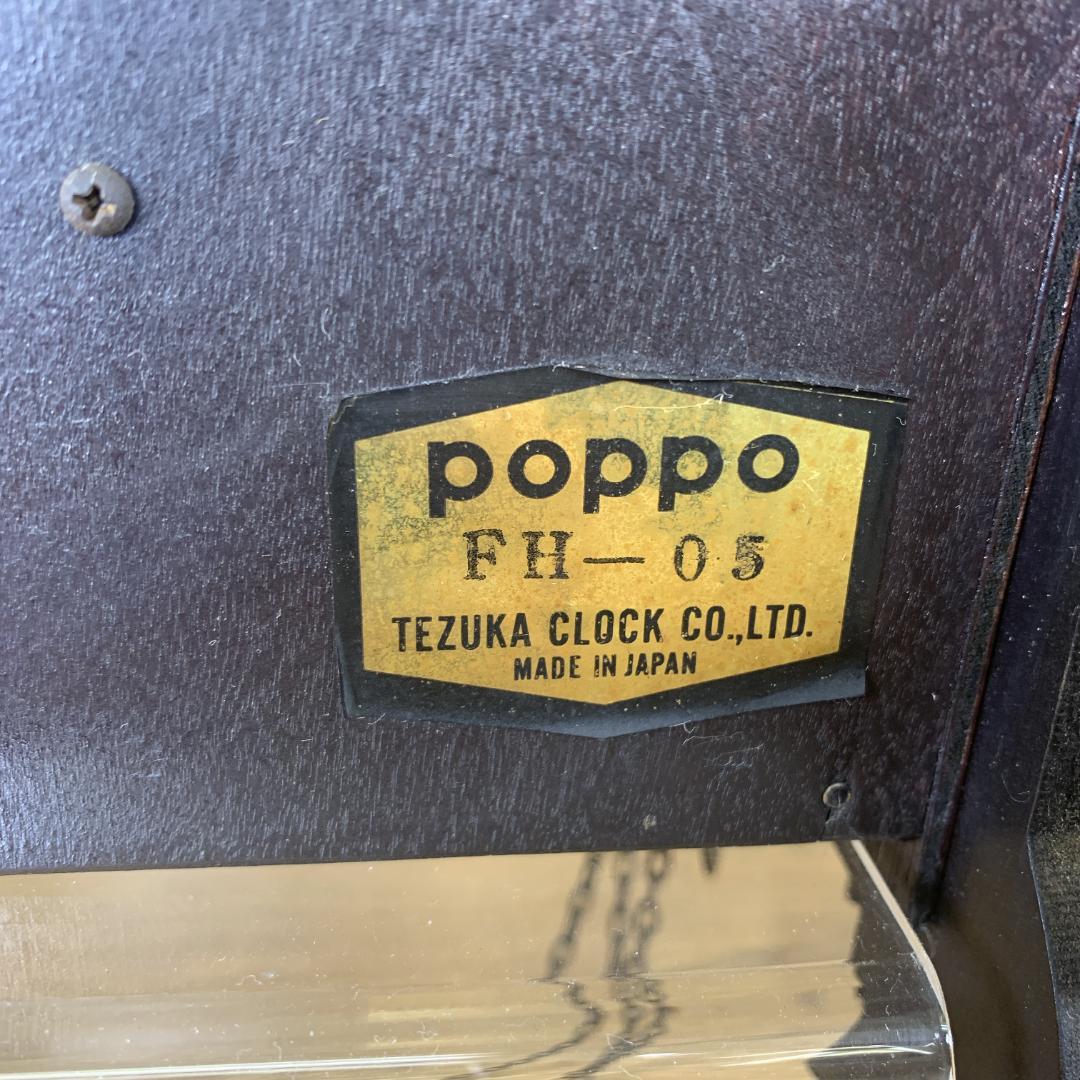 poppo
FH-05
TEZUKA CLOCK CO.,LTD.
MADE IN JAPAN